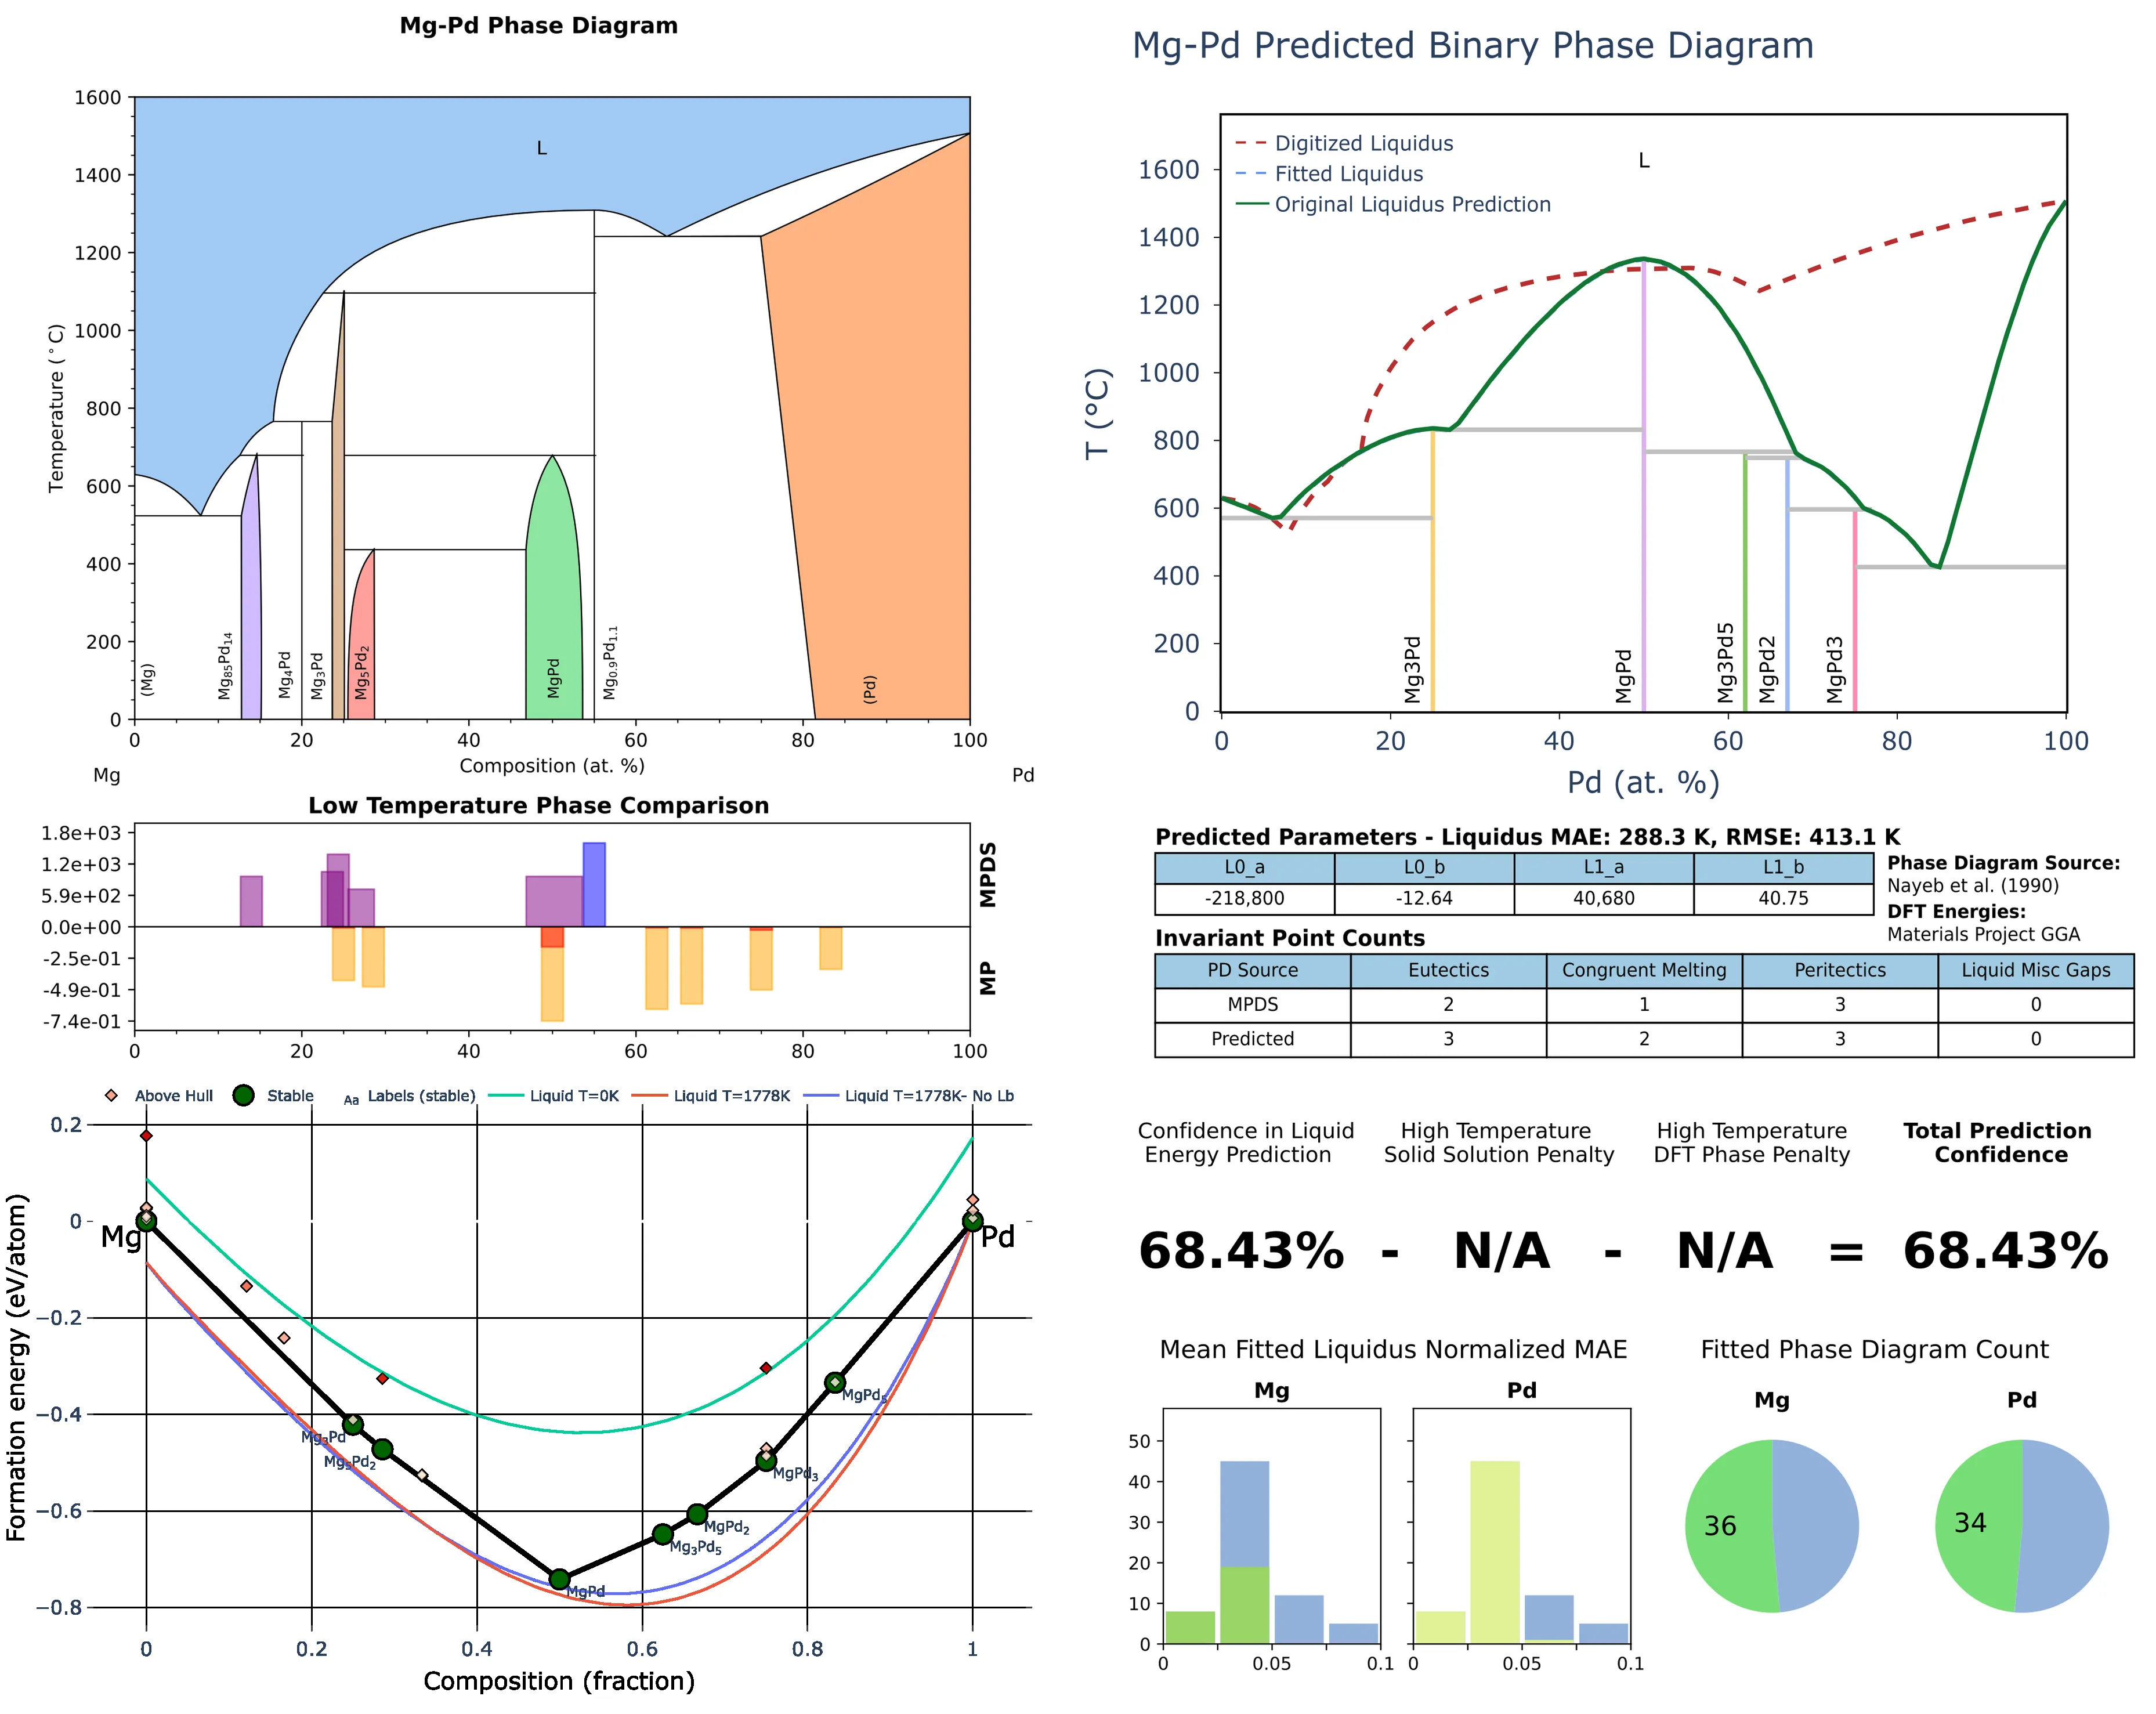 Mg-Pd Phase Diagram
1600
1400
1200
1000
800
600
400
200
0
Temperature (°C)
L
(Mg)
Mg85Pd14
Mg4Pd
Mg3Pd
Mg5Pd2
MgPd
Mg0.9Pd1.1
(Pd)
0 20 40 60 80 100
Composition (at. %)
Mg
Pd
Low Temperature Phase Comparison
1.8e+03
1.2e+03
5.9e+02
0.0e+00
-2.5e-01
-4.9e-01
-7.4e-01
MPDS
MP
0 20 40 60 80 100
Above Hull
Stable
Aa Labels (stable)
Liquid T=0K
Liquid T=1778K
Liquid T=1778K- No Lb
0.2
0
−0.2
−0.4
−0.6
−0.8
Formation energy (eV/atom)
Mg
Pd
Mg3Pd
Mg5Pd2
MgPd
Mg3Pd5
MgPd2
MgPd3
MgPd5
0 0.2 0.4 0.6 0.8 1
Composition (fraction)
Mg-Pd Predicted Binary Phase Diagram
Digitized Liquidus
Fitted Liquidus
Original Liquidus Prediction
L
1600
1400
1200
1000
800
600
400
200
0
T (°C)
Mg3Pd
MgPd
Mg3Pd5
MgPd2
MgPd3
0 20 40 60 80 100
Pd (at. %)
Predicted Parameters - Liquidus MAE: 288.3 K, RMSE: 413.1 K
L0_a L0_b L1_a L1_b
-218,800 -12.64 40,680 40.75
Phase Diagram Source:
Nayeb et al. (1990)
DFT Energies:
Materials Project GGA
Invariant Point Counts
PD Source Eutectics Congruent Melting Peritectics Liquid Misc Gaps
MPDS 2 1 3 0
Predicted 3 2 3 0
Confidence in Liquid
Energy Prediction
High Temperature
Solid Solution Penalty
High Temperature
DFT Phase Penalty
Total Prediction
Confidence
68.43% - N/A - N/A = 68.43%
Mean Fitted Liquidus Normalized MAE
Mg
Pd
50
40
30
20
10
0
0 0.05 0.1
0 0.05 0.1
Fitted Phase Diagram Count
Mg
Pd
36
34